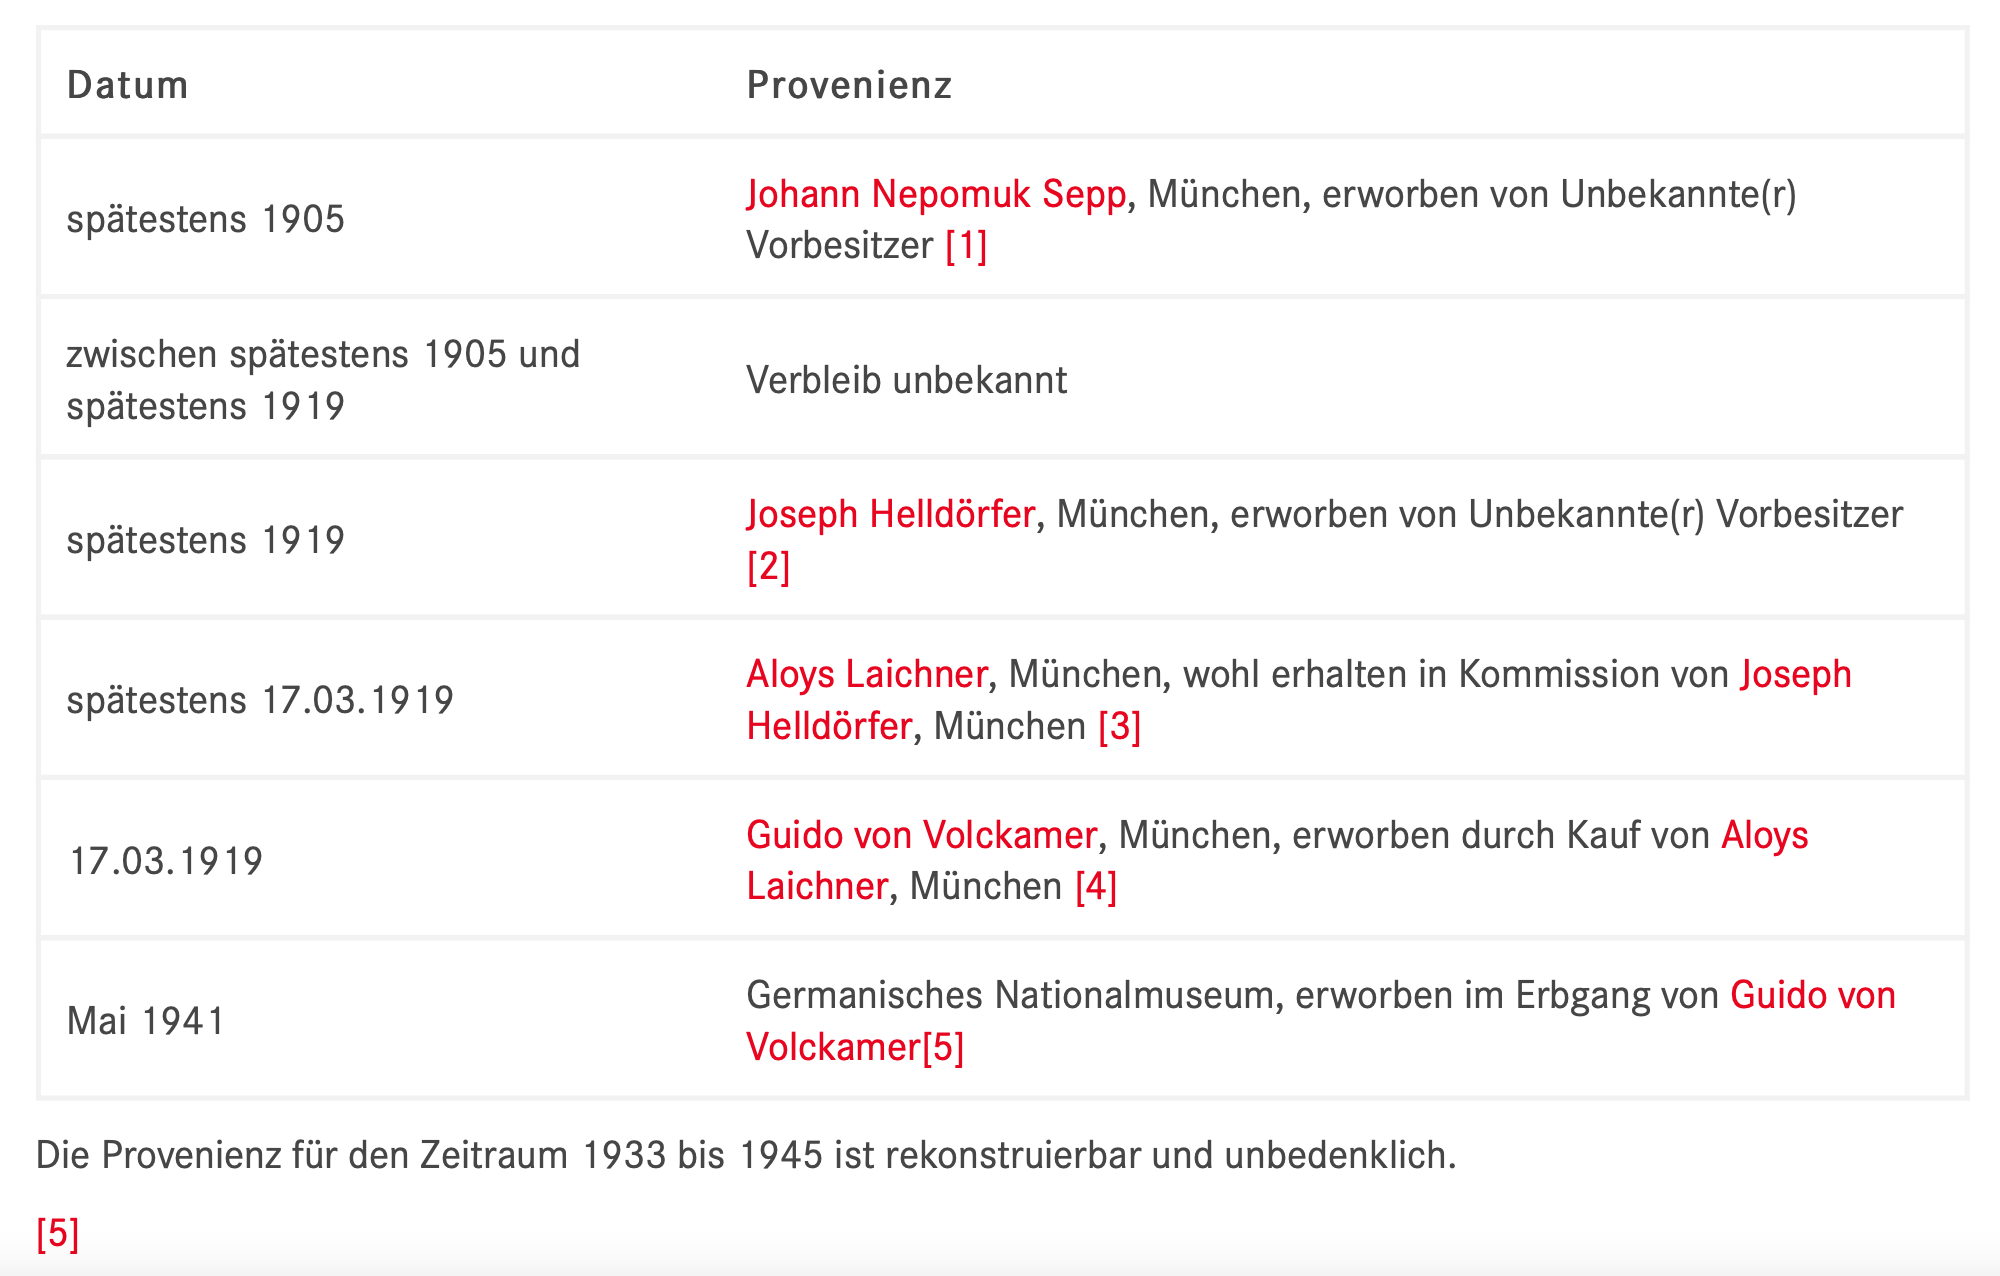 Datum
Provenienz
spätestens 1905
Johann Nepomuk Sepp, München, erworben von Unbekannte(r)
Vorbesitzer [1]
zwischen spätestens 1905 und
spätestens 1919
Verbleib unbekannt
spätestens 1919
Joseph Helldörfer, München, erworben von Unbekannte(r) Vorbesitzer
[2]
spätestens 17.03.1919
Aloys Laichner, München, wohl erhalten in Kommission von Joseph
Helldörfer, München [3]
17.03.1919
Guido von Volckamer, München, erworben durch Kauf von Aloys
Laichner, München [4]
Mai 1941
Germanisches Nationalmuseum, erworben im Erbgang von Guido von
Volckamer[5]
Die Provenienz für den Zeitraum 1933 bis 1945 ist rekonstruierbar und unbedenklich.
[5]